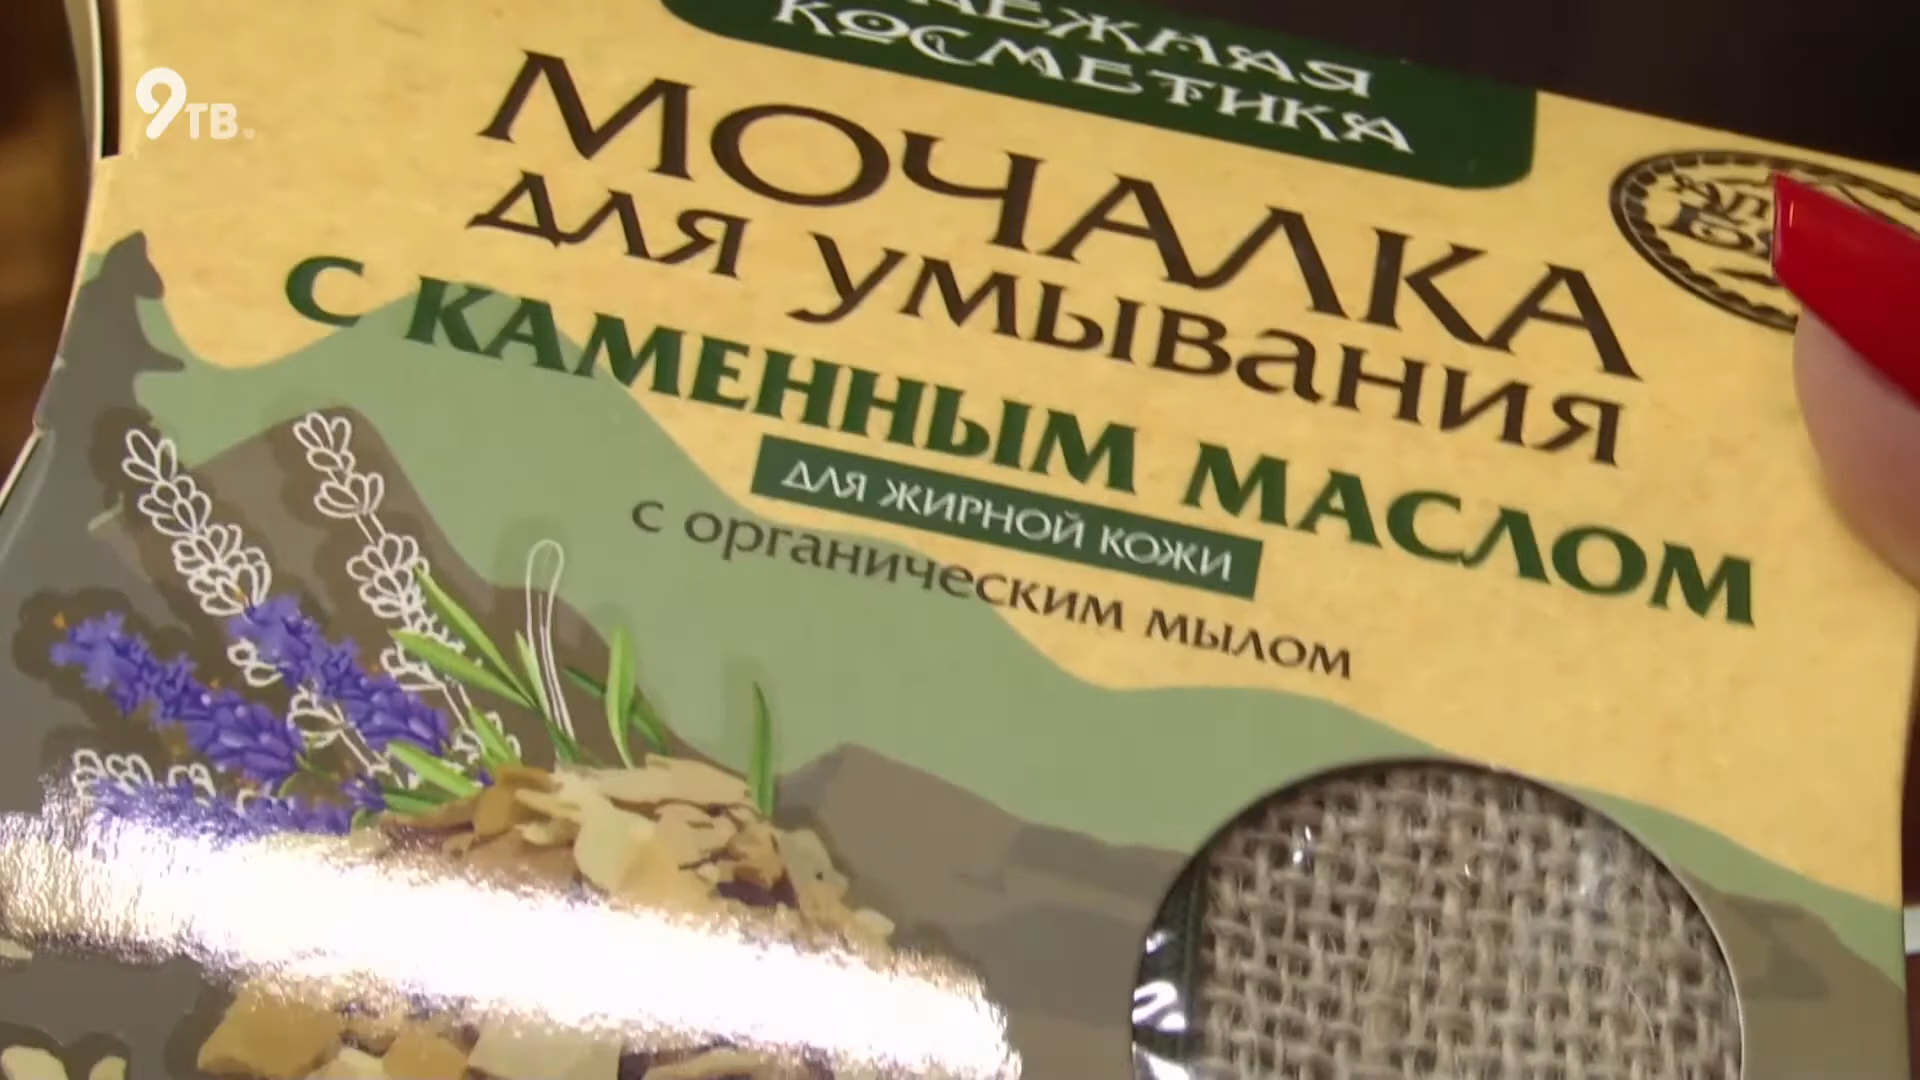 9ТВ.
КОСМЕТИКА
МОЧАЛКА
ДЛЯ УМЫВАНИЯ
С КАМЕННЫМ МАСЛОМ
ДЛЯ ЖИРНОЙ КОЖИ
с органическим мылом